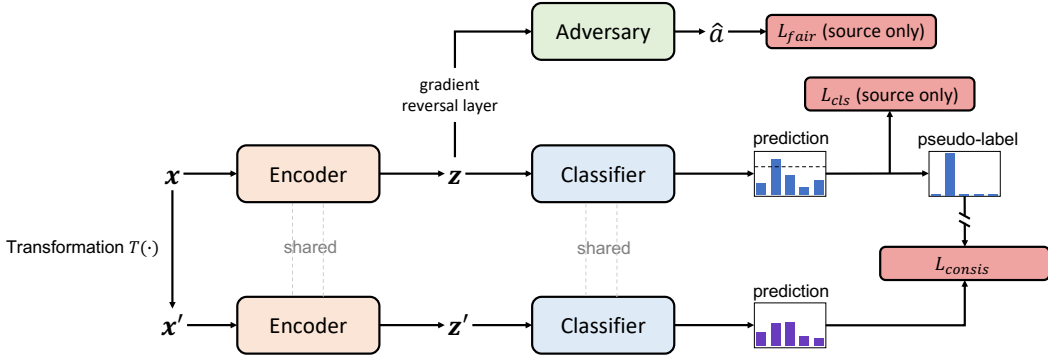 Adversary
â
L_fair (source only)
gradient
reversal layer
L_cls (source only)
prediction
pseudo-label
x
Encoder
z
Classifier
Transformation T(·)
shared
shared
L_consis
prediction
x′
Encoder
z′
Classifier